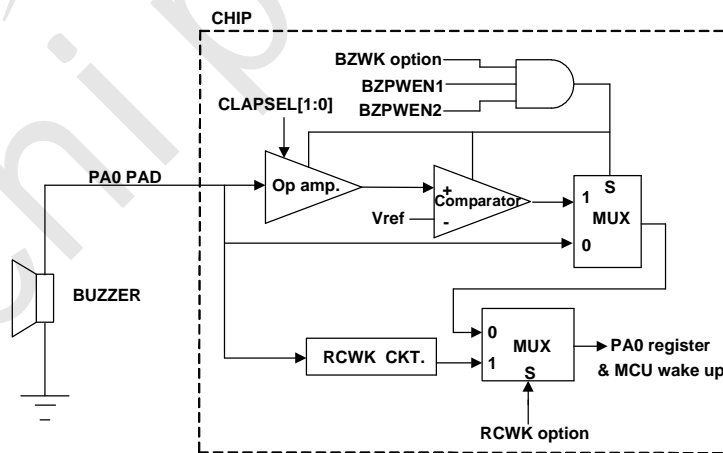 CHIP
BZWK option
BZPWEN1
BZPWEN2
CLAPSEL[1:0]
PA0 PAD
Op amp.
+
Comparator
-
Vref
1
S
MUX
0
BUZZER
0
MUX
1
S
RCWK CKT.
PA0 register
& MCU wake up
RCWK option